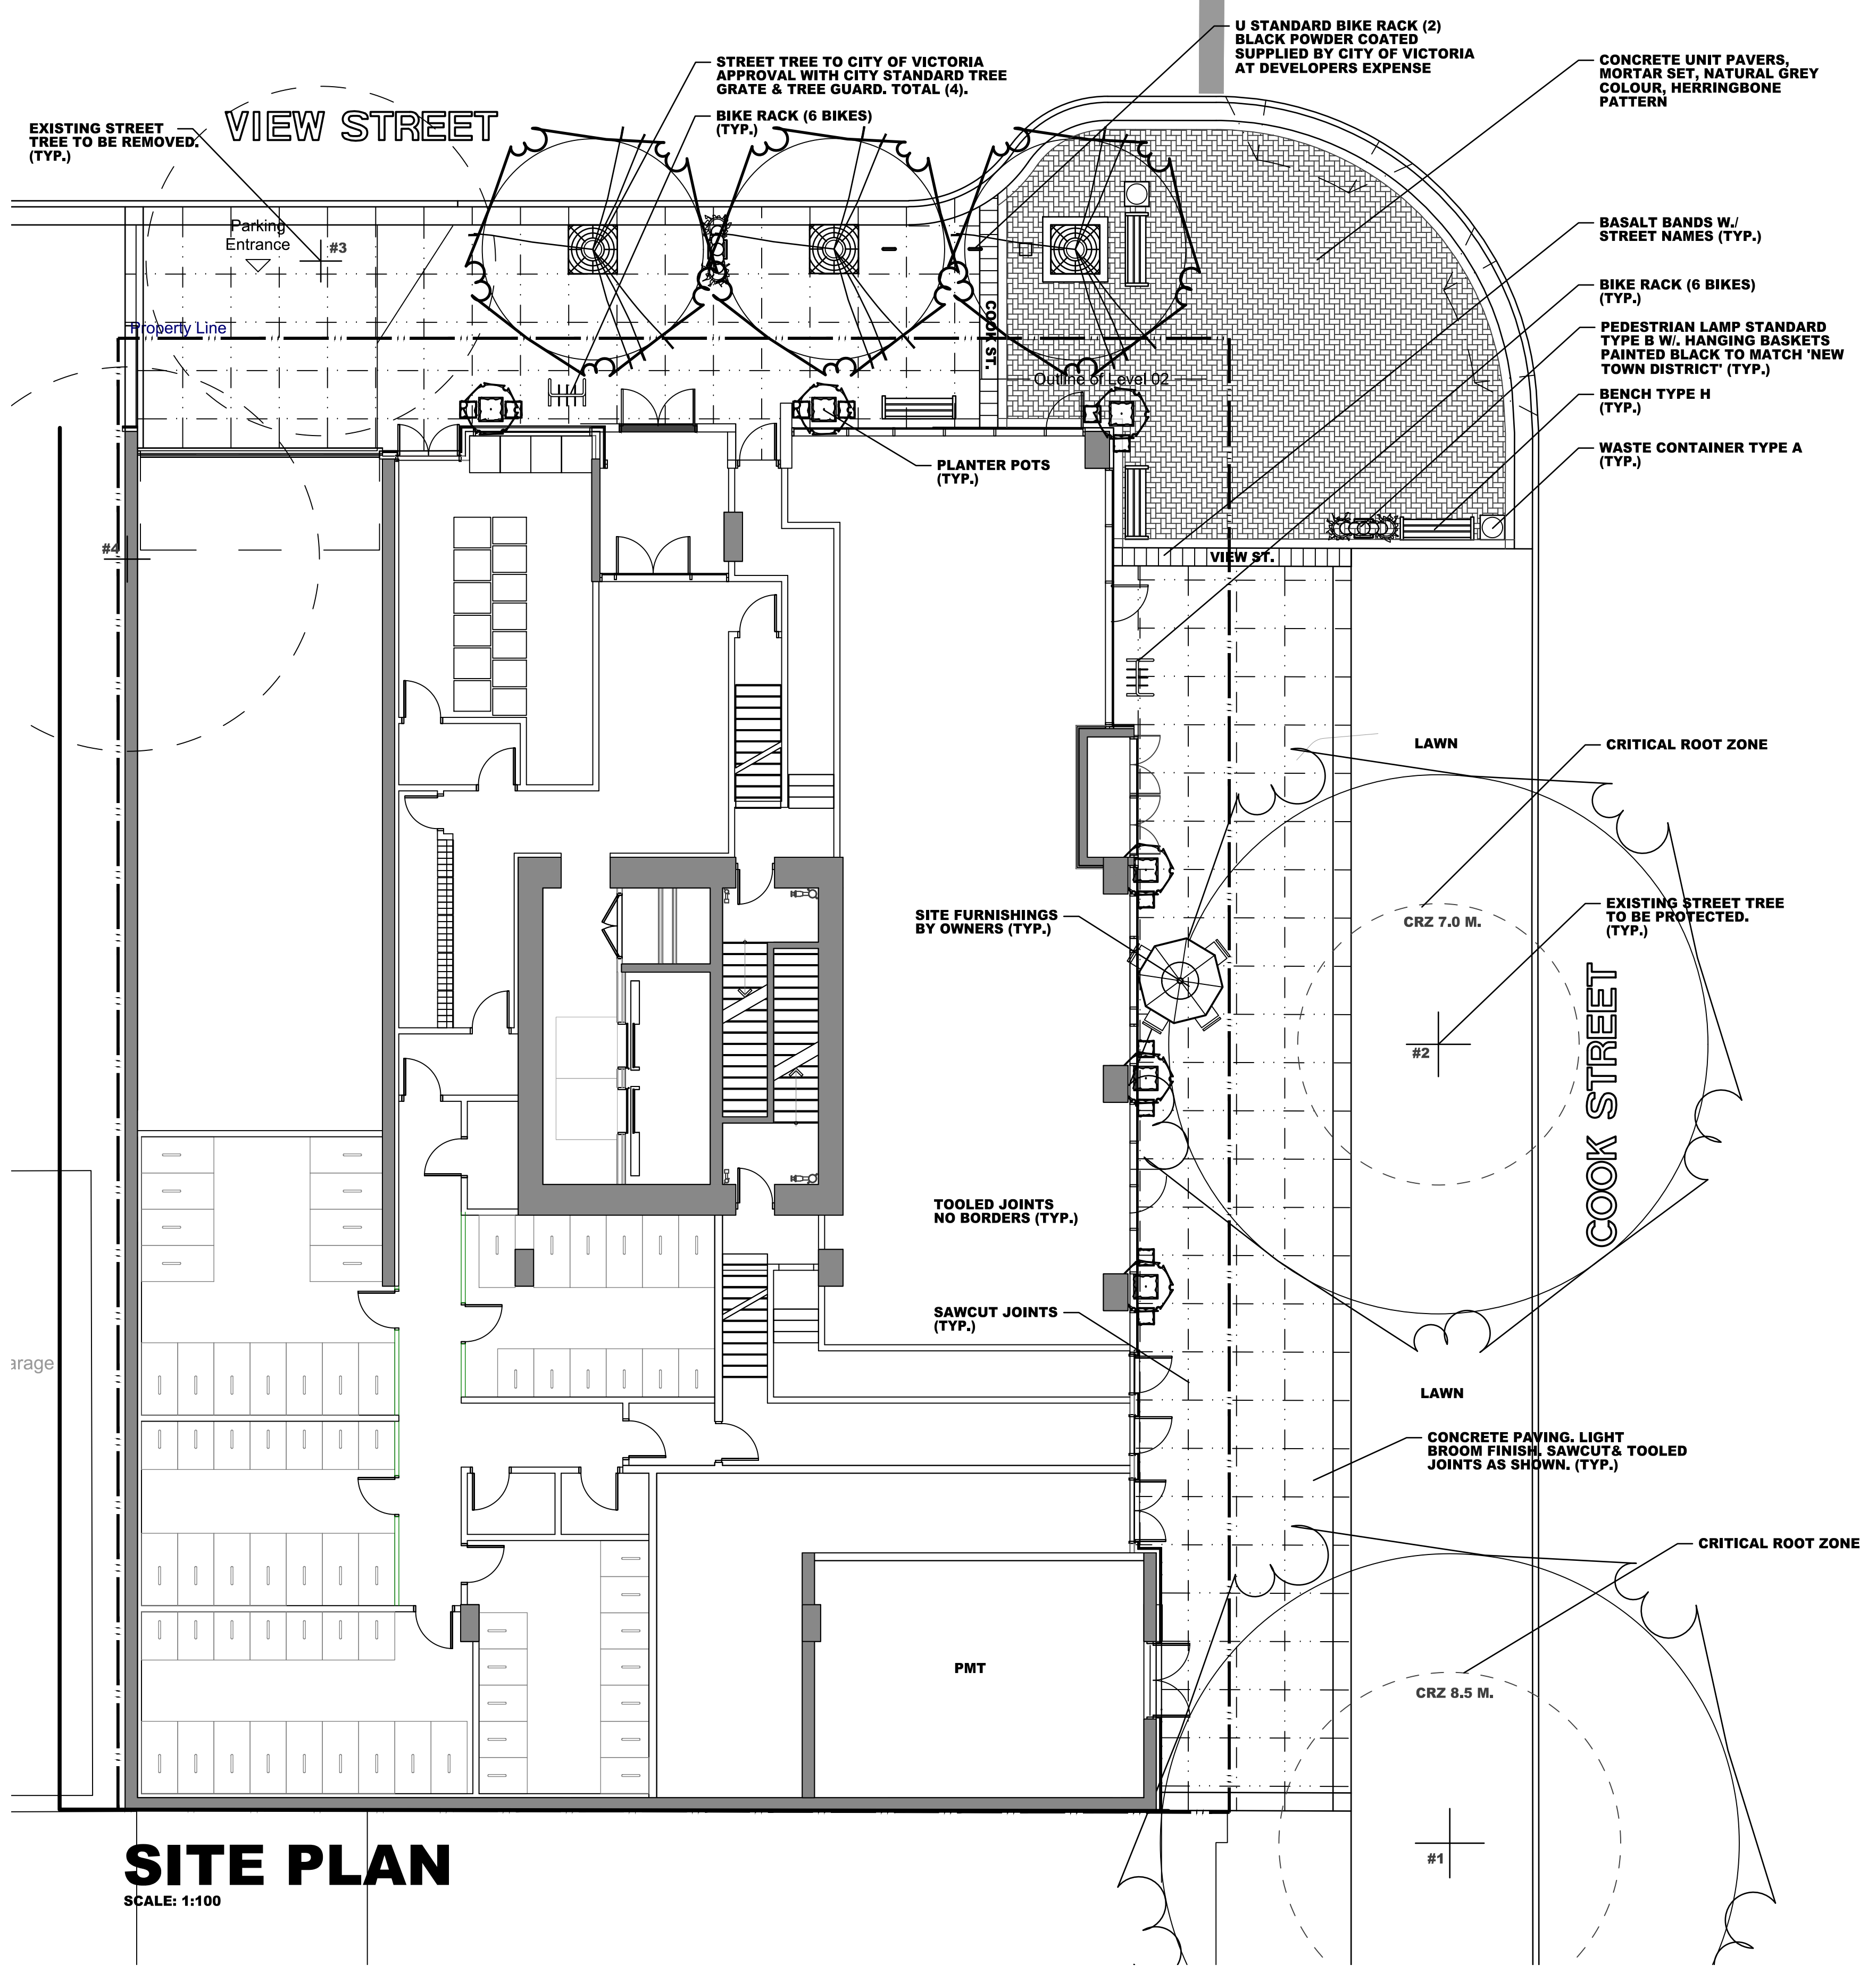 U STANDARD BIKE RACK (2)
BLACK POWDER COATED
SUPPLIED BY CITY OF VICTORIA
AT DEVELOPERS EXPENSE
STREET TREE TO CITY OF VICTORIA
APPROVAL WITH CITY STANDARD TREE
GRATE & TREE GUARD. TOTAL (4).
CONCRETE UNIT PAVERS,
MORTAR SET, NATURAL GREY
COLOUR, HERRINGBONE
PATTERN
BIKE RACK (6 BIKES)
(TYP.)
VIEW STREET
EXISTING STREET
TREE TO BE REMOVED.
(TYP.)
Parking
Entrance
#3
BASALT BANDS W./
STREET NAMES (TYP.)
BIKE RACK (6 BIKES)
(TYP.)
Property Line
COOK ST.
PEDESTRIAN LAMP STANDARD
TYPE B W/. HANGING BASKETS
PAINTED BLACK TO MATCH 'NEW
TOWN DISTRICT' (TYP.)
Outline of Level 02
BENCH TYPE H
(TYP.)
WASTE CONTAINER TYPE A
(TYP.)
PLANTER POTS
(TYP.)
#4
VIEW ST.
LAWN
CRITICAL ROOT ZONE
SITE FURNISHINGS
BY OWNERS (TYP.)
CRZ 7.0 M.
EXISTING STREET TREE
TO BE PROTECTED.
(TYP.)
#2
COOK STREET
TOOLED JOINTS
NO BORDERS (TYP.)
SAWCUT JOINTS
(TYP.)
arage
LAWN
CONCRETE PAVING. LIGHT
BROOM FINISH. SAWCUT& TOOLED
JOINTS AS SHOWN. (TYP.)
CRITICAL ROOT ZONE
PMT
CRZ 8.5 M.
#1
SITE PLAN
SCALE: 1:100